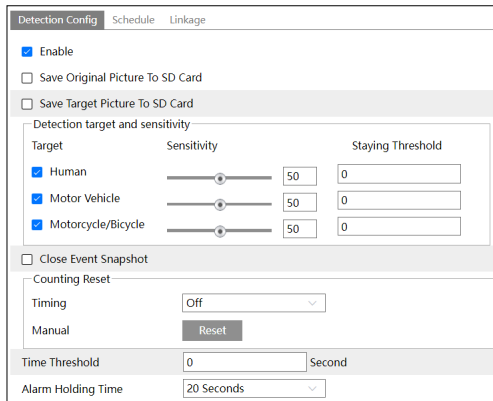 Detection Config Schedule Linkage
Enable
Save Original Picture To SD Card
Save Target Picture To SD Card
Detection target and sensitivity
Target Sensitivity Staying Threshold
Human 50 0
Motor Vehicle 50 0
Motorcycle/Bicycle 50 0
Close Event Snapshot
Counting Reset
Timing Off
Manual Reset
Time Threshold 0 Second
Alarm Holding Time 20 Seconds